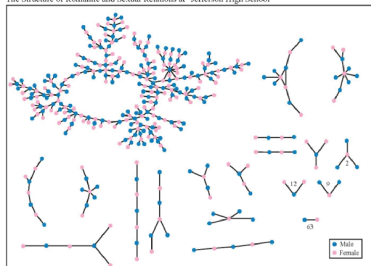 The Structure of Romantic and Sexual Relations at "Jefferson High School"
2
12
9
63
Male
Female